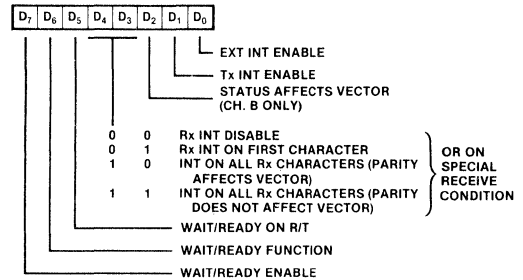 D7 D6 D5 D4 D3 D2 D1 D0
EXT INT ENABLE
Tx INT ENABLE
STATUS AFFECTS VECTOR
(CH. B ONLY)
0 0 Rx INT DISABLE
0 1 Rx INT ON FIRST CHARACTER
1 0 INT ON ALL Rx CHARACTERS (PARITY
AFFECTS VECTOR)
1 1 INT ON ALL Rx CHARACTERS (PARITY
DOES NOT AFFECT VECTOR)
OR ON
SPECIAL
RECEIVE
CONDITION
WAIT/READY ON R/T
WAIT/READY FUNCTION
WAIT/READY ENABLE